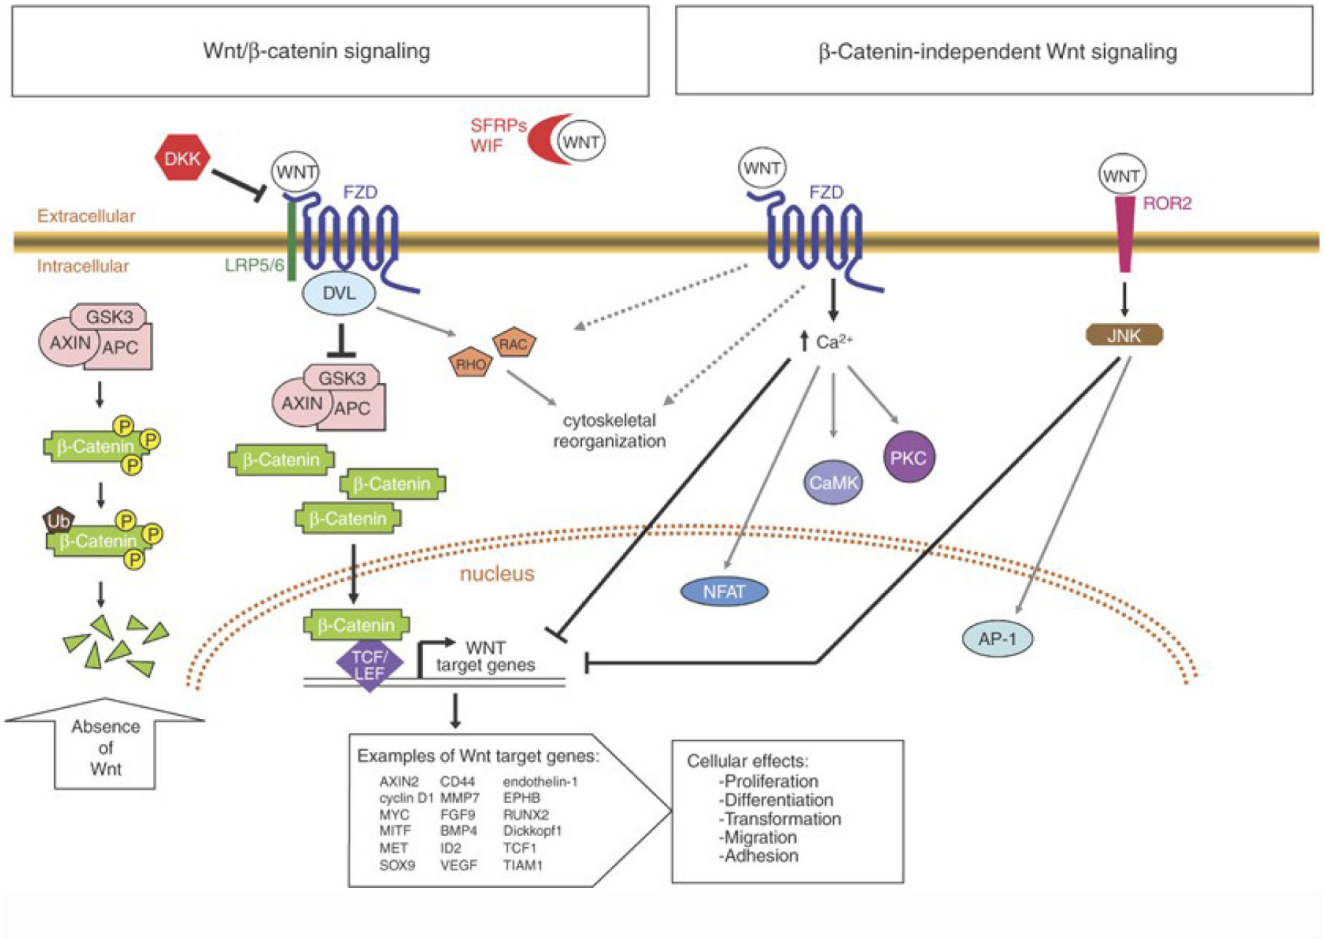 Wnt/β-catenin signaling
β-Catenin-independent Wnt signaling
SFRPs
WIF
WNT
DKK
WNT
FZD
WNT
FZD
WNT
ROR2
Extracellular
Intracellular
LRP5/6
DVL
GSK3
AXIN
APC
RAC
RHO
Ca²⁺
JNK
GSK3
AXIN
APC
cytoskeletal
reorganization
P
β-Catenin
P
P
β-Catenin
β-Catenin
β-Catenin
PKC
CaMK
Ub
P
β-Catenin
P
P
nucleus
NFAT
AP-1
β-Catenin
TCF/
LEF
WNT
target genes
Absence
of
Wnt
Examples of Wnt target genes:
AXIN2 CD44 endothelin-1
cyclin D1 MMP7 EPHB
MYC FGF9 RUNX2
MITF BMP4 Dickkopf1
MET ID2 TCF1
SOX9 VEGF TIAM1
Cellular effects:
-Proliferation
-Differentiation
-Transformation
-Migration
-Adhesion